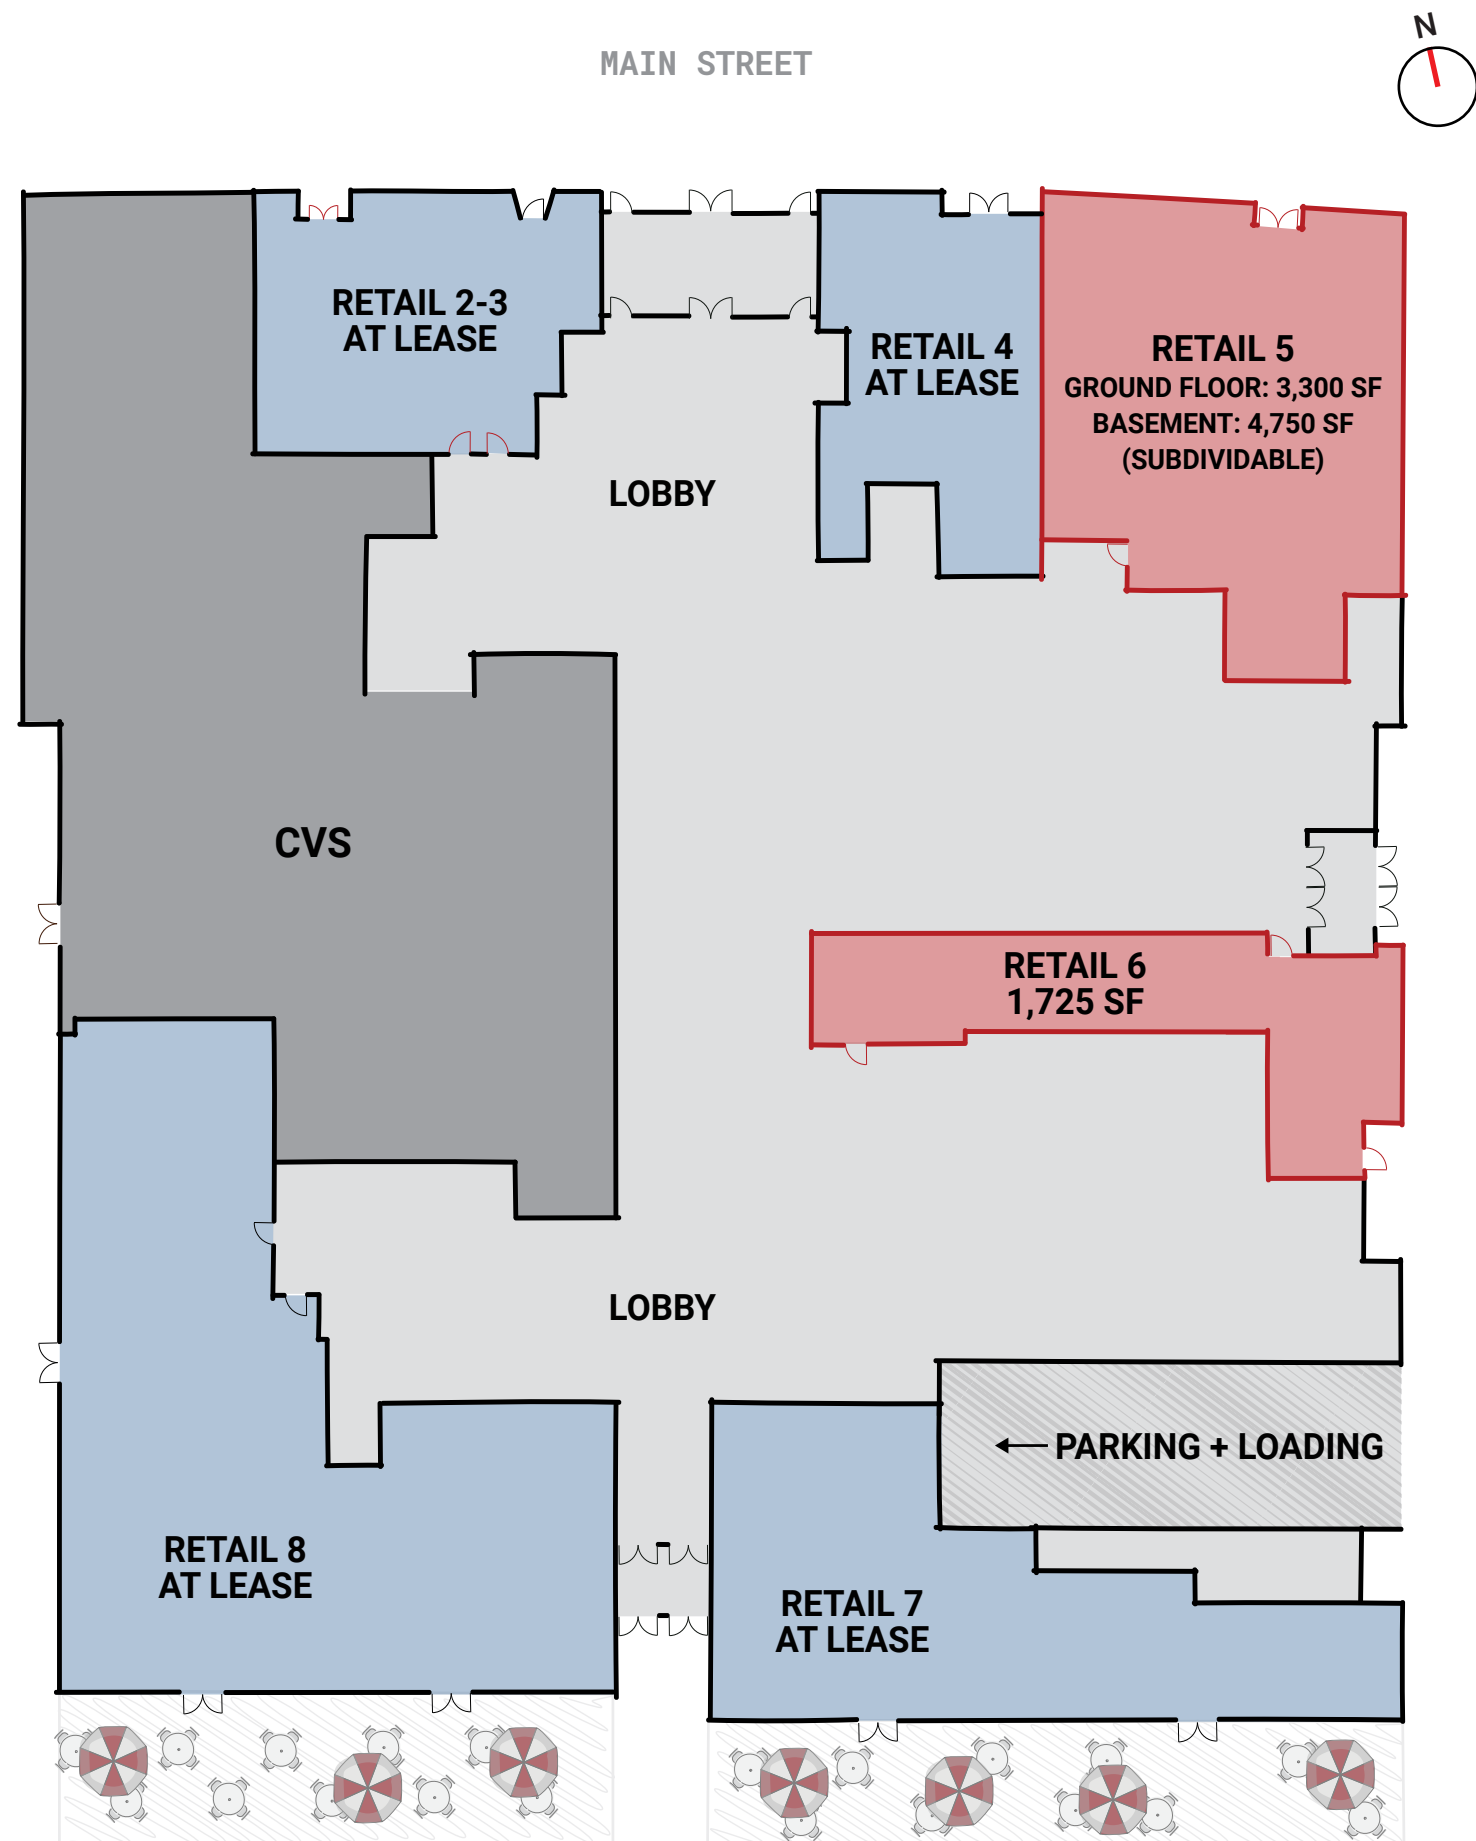 N
MAIN STREET
RETAIL 2-3
AT LEASE
RETAIL 4
AT LEASE
RETAIL 5
GROUND FLOOR: 3,300 SF
BASEMENT: 4,750 SF
(SUBDIVIDABLE)
LOBBY
CVS
RETAIL 6
1,725 SF
LOBBY
PARKING + LOADING
RETAIL 8
AT LEASE
RETAIL 7
AT LEASE